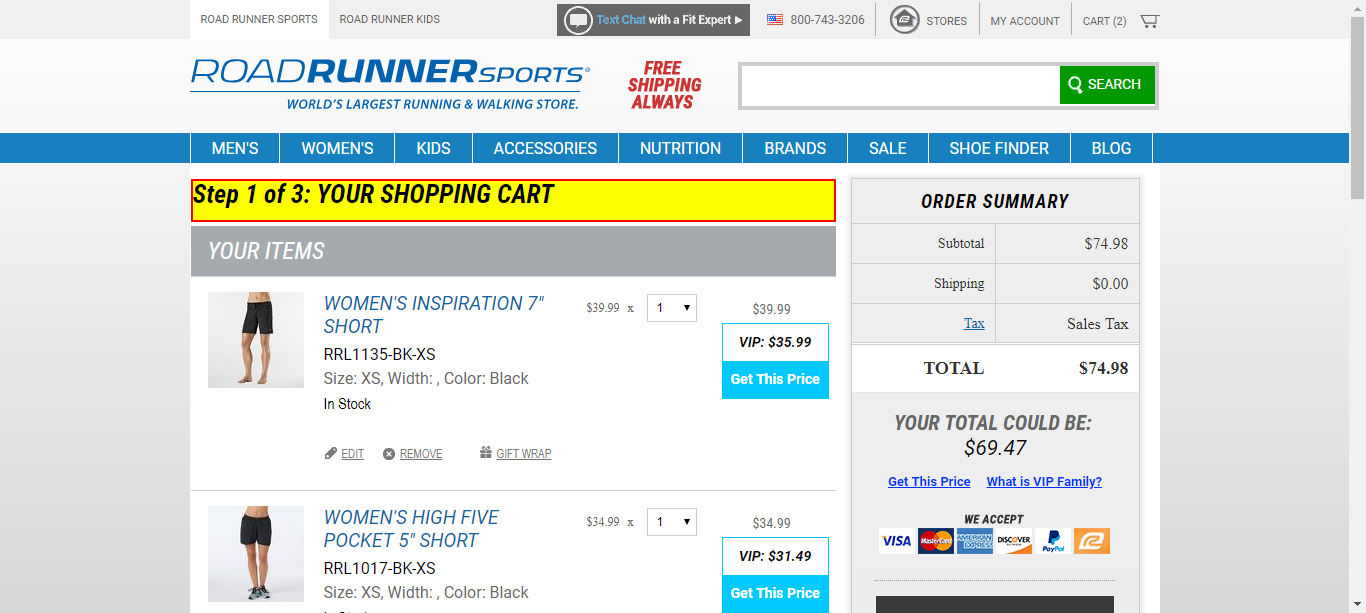 ROAD RUNNER SPORTS
ROAD RUNNER KIDS
Text Chat with a Fit Expert
800-743-3206
STORES
MY ACCOUNT
CART (2)
ROADRUNNERSPORTS®
WORLD'S LARGEST RUNNING & WALKING STORE.
FREE
SHIPPING
ALWAYS
SEARCH
MEN'S
WOMEN'S
KIDS
ACCESSORIES
NUTRITION
BRANDS
SALE
SHOE FINDER
BLOG
Step 1 of 3: YOUR SHOPPING CART
YOUR ITEMS
WOMEN'S INSPIRATION 7"
SHORT
RRL1135-BK-XS
Size: XS, Width: , Color: Black
In Stock
$39.99 x 1
$39.99
VIP: $35.99
Get This Price
EDIT
REMOVE
GIFT WRAP
WOMEN'S HIGH FIVE
POCKET 5" SHORT
RRL1017-BK-XS
Size: XS, Width: , Color: Black
$34.99 x 1
$34.99
VIP: $31.49
Get This Price
ORDER SUMMARY
Subtotal $74.98
Shipping $0.00
Tax Sales Tax
TOTAL $74.98
YOUR TOTAL COULD BE:
$69.47
Get This Price
What is VIP Family?
WE ACCEPT
VISA
MasterCard
AMERICAN EXPRESS
DISCOVER
PayPal